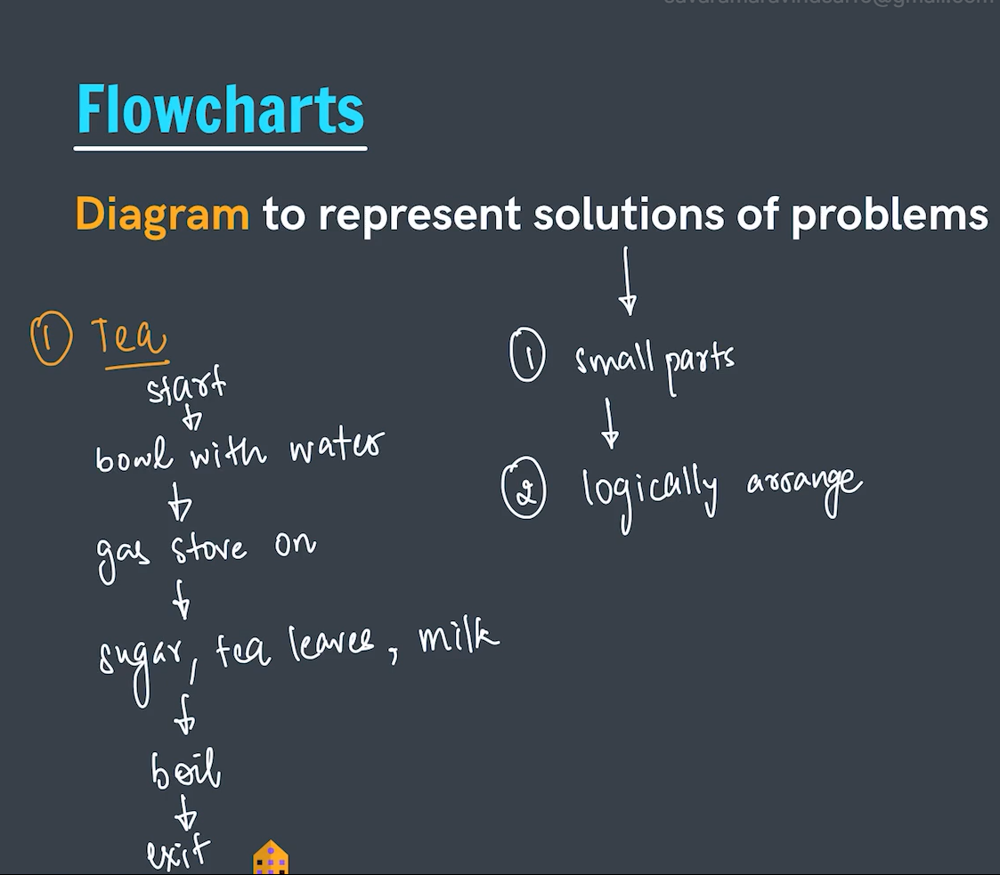 Flowcharts
Diagram to represent solutions of problems
① Tea
start
bowl with water
gas stove on
sugar, tea leaves, milk
boil
exit
① small parts
② logically arrange